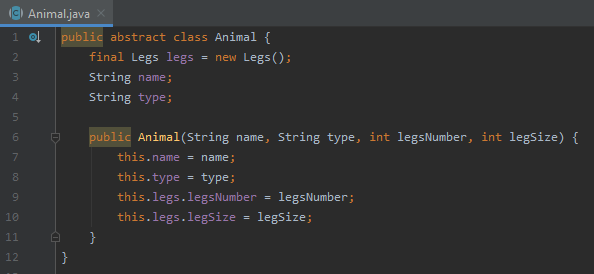 Animal.java
1 public abstract class Animal {
2 final Legs legs = new Legs();
3 String name;
4 String type;
5
6 public Animal(String name, String type, int legsNumber, int legSize) {
7 this.name = name;
8 this.type = type;
9 this.legs.legsNumber = legsNumber;
10 this.legs.legSize = legSize;
11 }
12 }